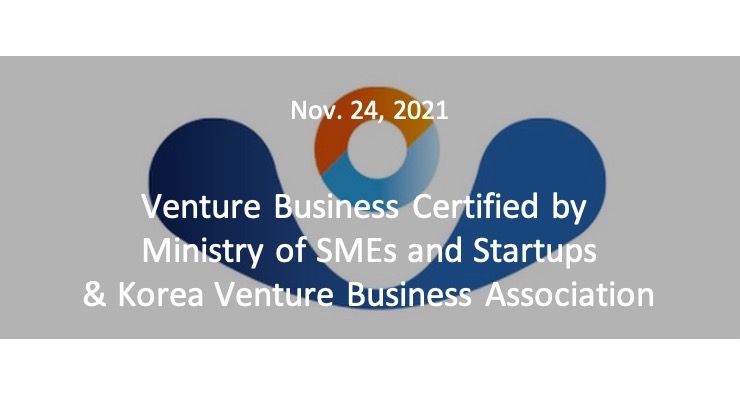 Nov. 24, 2021
Venture Business Certified by
Ministry of SMEs and Startups
& Korea Venture Business Association